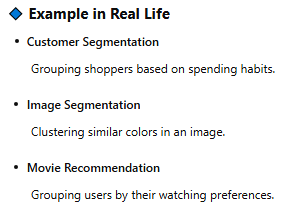 Example in Real Life
• Customer Segmentation
Grouping shoppers based on spending habits.
• Image Segmentation
Clustering similar colors in an image.
• Movie Recommendation
Grouping users by their watching preferences.